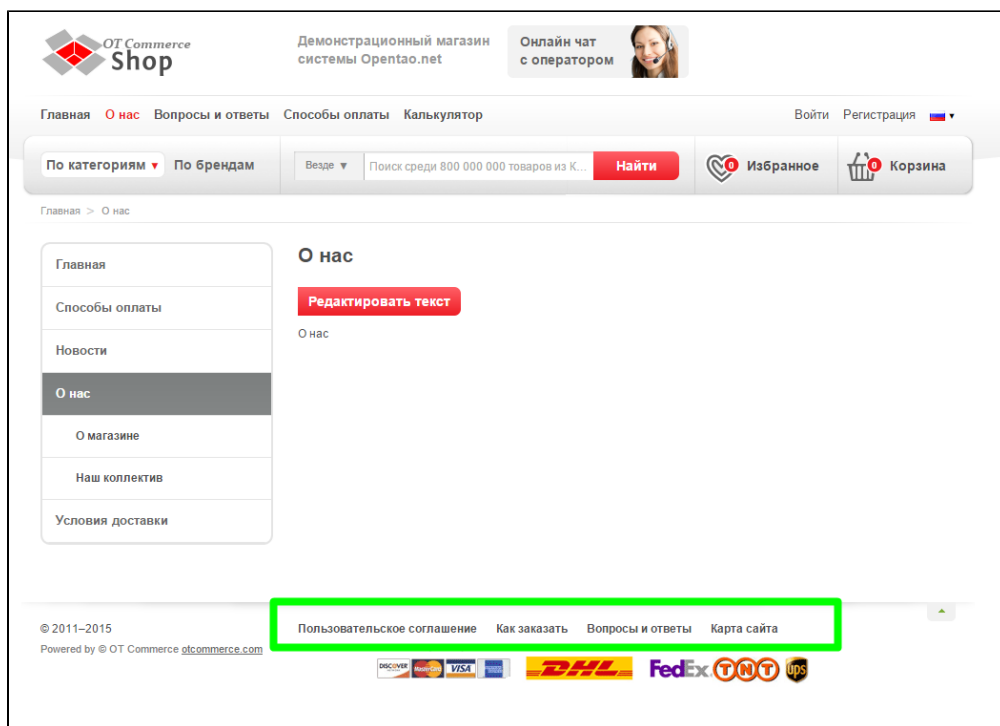 OT Commerce
Shop
Демонстрационный магазин
системы Opentao.net
Онлайн чат
с оператором
Главная О нас Вопросы и ответы Способы оплаты Калькулятор Войти Регистрация
По категориям По брендам Везде Поиск среди 800 000 000 товаров из К... Найти 0 Избранное 0 Корзина
Главная > О нас
Главная
Способы оплаты
Новости
О нас
О магазине
Наш коллектив
Условия доставки
О нас
Редактировать текст
О нас
© 2011–2015
Powered by © OT Commerce otcommerce.com
Пользовательское соглашение Как заказать Вопросы и ответы Карта сайта
DISCOVER MasterCard VISA DHL FedEx TNT ups